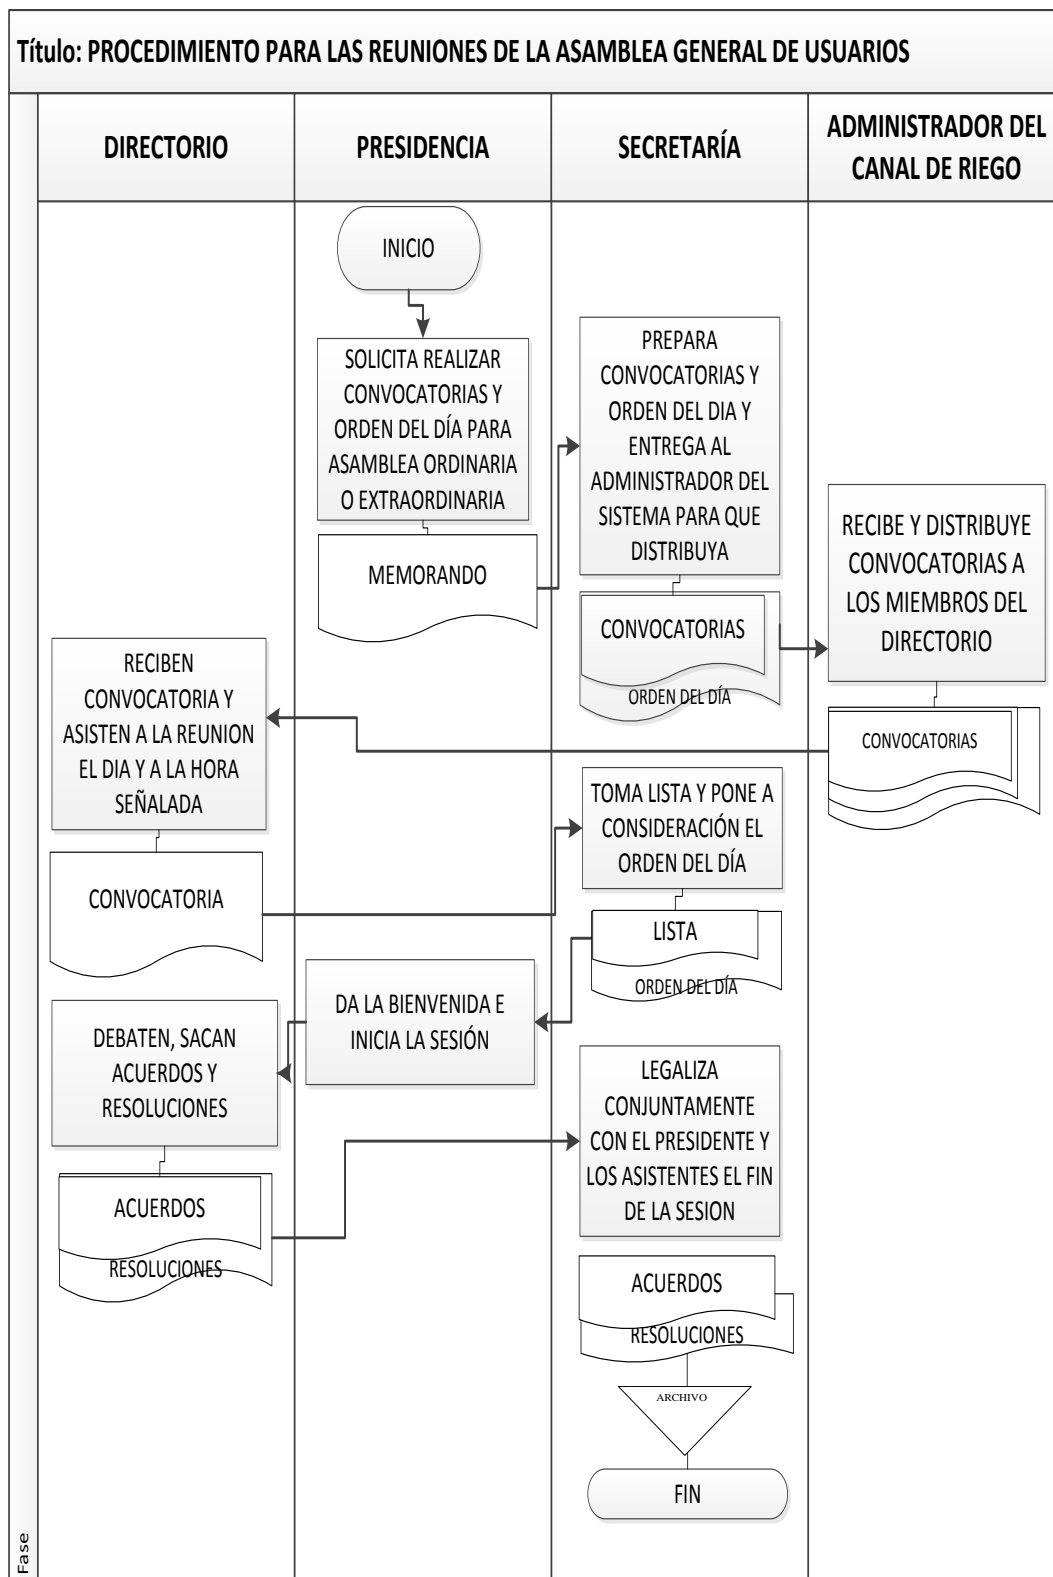 Título: PROCEDIMIENTO PARA LAS REUNIONES DE LA ASAMBLEA GENERAL DE USUARIOS
DIRECTORIO
PRESIDENCIA
SECRETARÍA
ADMINISTRADOR DEL
CANAL DE RIEGO
INICIO
SOLICITA REALIZAR
CONVOCATORIAS Y
ORDEN DEL DÍA PARA
ASAMBLEA ORDINARIA
O EXTRAORDINARIA
MEMORANDO
PREPARA
CONVOCATORIAS Y
ORDEN DEL DIA Y
ENTREGA AL
ADMINISTRADOR DEL
SISTEMA PARA QUE
DISTRIBUYA
CONVOCATORIAS
ORDEN DEL DÍA
RECIBE Y DISTRIBUYE
CONVOCATORIAS A
LOS MIEMBROS DEL
DIRECTORIO
CONVOCATORIAS
RECIBEN
CONVOCATORIA Y
ASISTEN A LA REUNION
EL DIA Y A LA HORA
SEÑALADA
CONVOCATORIA
TOMA LISTA Y PONE A
CONSIDERACIÓN EL
ORDEN DEL DÍA
LISTA
ORDEN DEL DÍA
DA LA BIENVENIDA E
INICIA LA SESIÓN
DEBATEN, SACAN
ACUERDOS Y
RESOLUCIONES
ACUERDOS
RESOLUCIONES
LEGALIZA
CONJUNTAMENTE
CON EL PRESIDENTE Y
LOS ASISTENTES EL FIN
DE LA SESION
ACUERDOS
RESOLUCIONES
ARCHIVO
FIN
Fase